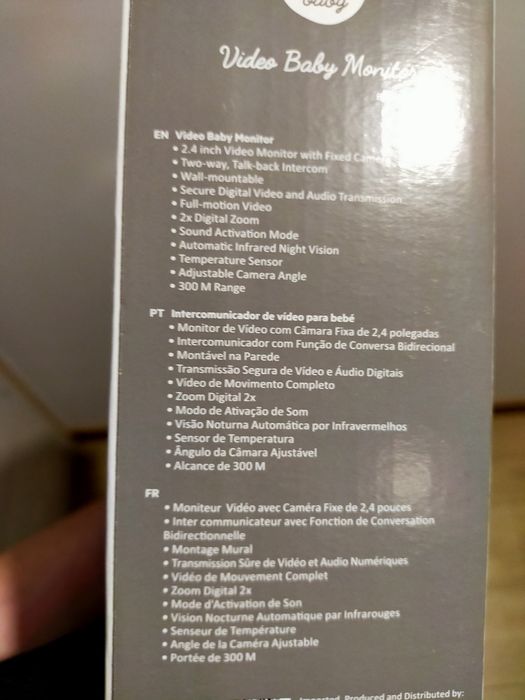 baby
Video Baby Monitor
EN Video Baby Monitor
• 2.4 inch Video Monitor with Fixed Camera
• Two-way, Talk-back Intercom
• Wall-mountable
• Secure Digital Video and Audio Transmission
• Full-motion Video
• 2x Digital Zoom
• Sound Activation Mode
• Automatic Infrared Night Vision
• Temperature Sensor
• Adjustable Camera Angle
• 300 M Range
PT Intercomunicador de vídeo para bebé
• Monitor de Vídeo com Câmara Fixa de 2,4 polegadas
• Intercomunicador com Função de Conversa Bidirecional
• Montável na Parede
• Transmissão Segura de Vídeo e Áudio Digitais
• Vídeo de Movimento Completo
• Zoom Digital 2x
• Modo de Ativação de Som
• Visão Noturna Automática por Infravermelhos
• Sensor de Temperatura
• Ângulo da Câmara Ajustável
• Alcance de 300 M
FR
• Moniteur Vidéo avec Caméra Fixe de 2,4 pouces
• Inter communicateur avec Fonction de Conversation
Bidirectionnelle
• Montage Mural
• Transmission Sûre de Vidéo et Audio Numériques
• Vidéo de Mouvement Complet
• Zoom Digital 2x
• Mode d'Activation de Son
• Vision Nocturne Automatique par Infrarouges
• Senseur de Température
• Angle de la Caméra Ajustable
• Portée de 300 M
Imported, Produced and Distributed by: